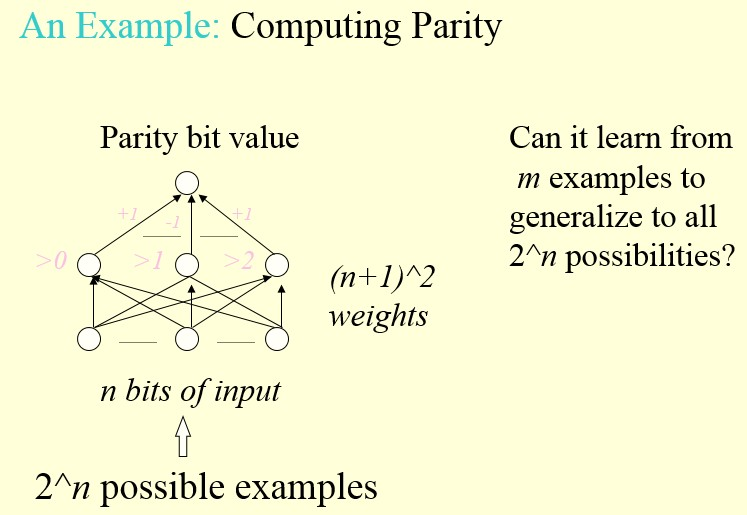 An Example: Computing Parity
Parity bit value
+1 -1 +1
>0 >1 >2
(n+1)^2
weights
n bits of input
2^n possible examples
Can it learn from
m examples to
generalize to all
2^n possibilities?